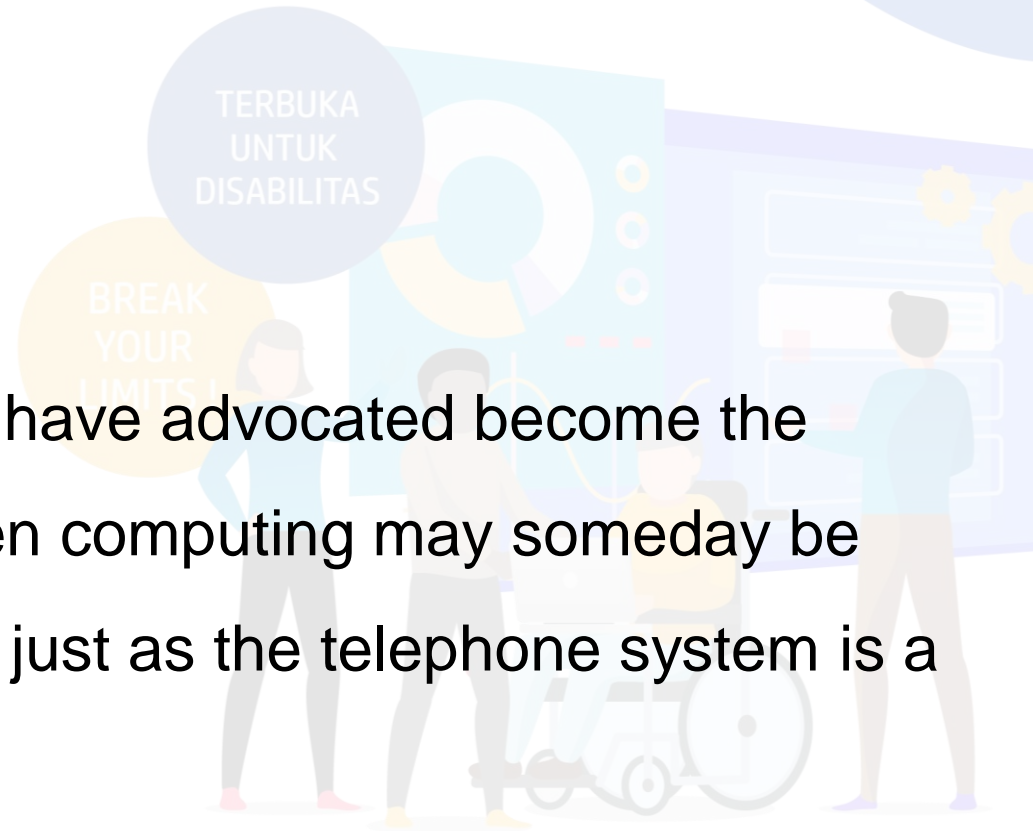 TERBUKA
UNTUK
DISABILITAS
BREAK
YOUR
LIMITS !
have advocated become the
en computing may someday be
just as the telephone system is a